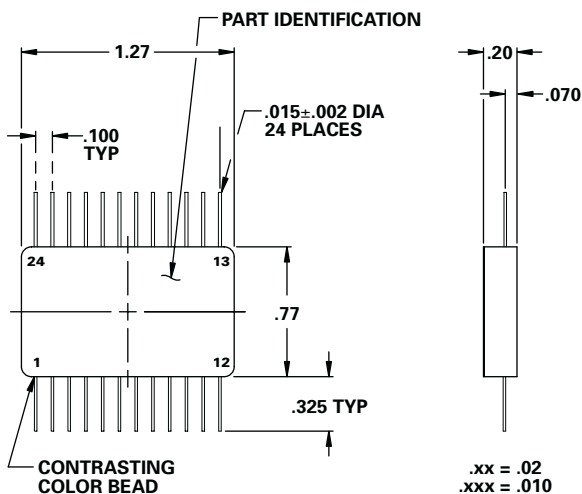 PART IDENTIFICATION
1.27
.20
.070
.015±.002 DIA
24 PLACES
.100
TYP
24
13
.77
1
12
.325 TYP
CONTRASTING
COLOR BEAD
.xx = .02
.xxx = .010